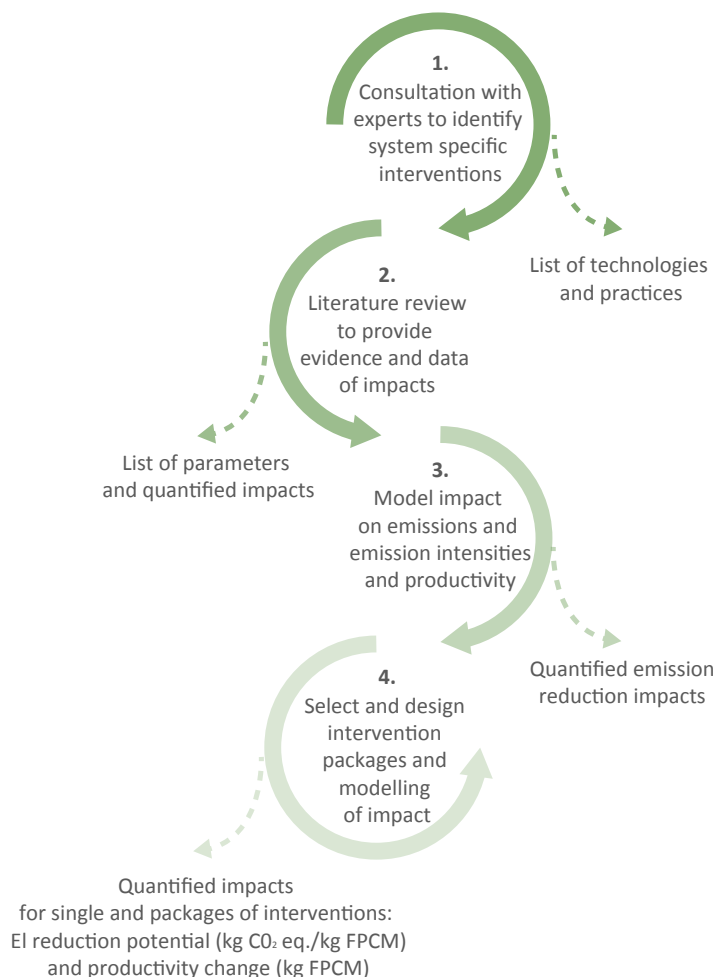 1.
Consultation with
experts to identify
system specific
interventions
List of technologies
and practices
2.
Literature review
to provide
evidence and data
of impacts
List of parameters
and quantified impacts
3.
Model impact
on emissions and
emission intensities
and productivity
Quantified emission
reduction impacts
4.
Select and design
intervention
packages and
modelling
of impact
Quantified impacts
for single and packages of interventions:
EI reduction potential (kg C0₂ eq./kg FPCM)
and productivity change (kg FPCM)